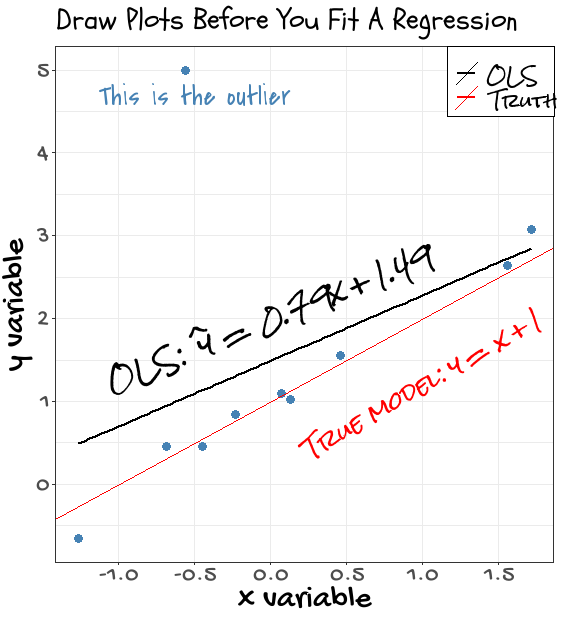 Draw Plots Before You Fit A Regression
5
This is the outlier
OLS
Truth
4
3
OLS: ỹ = 0.79x + 1.49
2
True model: y = x + 1
1
0
y variable
-1.0 -0.5 0.0 0.5 1.0 1.5
x variable